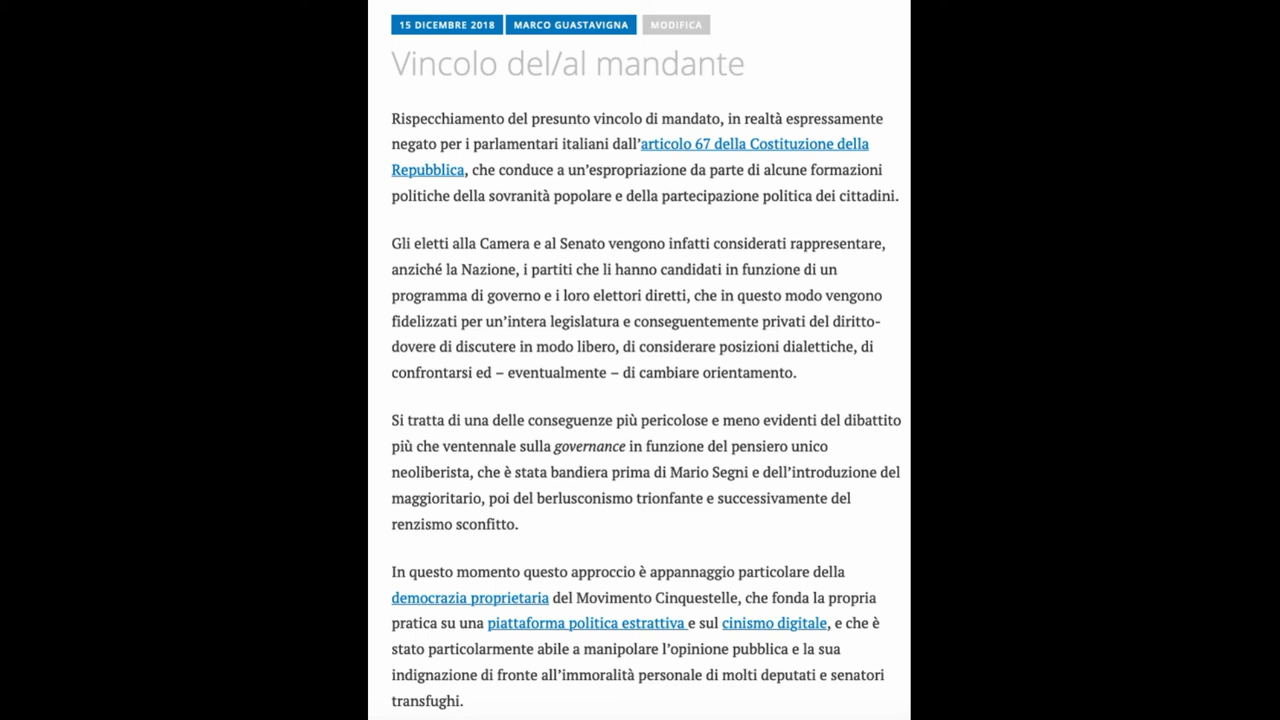 15 DICEMBRE 2018 MARCO GUASTAVIGNA MODIFICA
Vincolo del/al mandante
Rispecchiamento del presunto vincolo di mandato, in realtà espressamente
negato per i parlamentari italiani dall’articolo 67 della Costituzione della
Repubblica, che conduce a un’espropriazione da parte di alcune formazioni
politiche della sovranità popolare e della partecipazione politica dei cittadini.
Gli eletti alla Camera e al Senato vengono infatti considerati rappresentare,
anziché la Nazione, i partiti che li hanno candidati in funzione di un
programma di governo e i loro elettori diretti, che in questo modo vengono
fidelizzati per un’intera legislatura e conseguentemente privati del diritto-
dovere di discutere in modo libero, di considerare posizioni dialettiche, di
confrontarsi ed – eventualmente – di cambiare orientamento.
Si tratta di una delle conseguenze più pericolose e meno evidenti del dibattito
più che ventennale sulla governance in funzione del pensiero unico
neoliberista, che è stata bandiera prima di Mario Segni e dell’introduzione del
maggioritario, poi del berlusconismo trionfante e successivamente del
renzismo sconfitto.
In questo momento questo approccio è appannaggio particolare della
democrazia proprietaria del Movimento Cinquestelle, che fonda la propria
pratica su una piattaforma politica estrattiva e sul cinismo digitale, e che è
stato particolarmente abile a manipolare l’opinione pubblica e la sua
indignazione di fronte all’immoralità personale di molti deputati e senatori
transfughi.